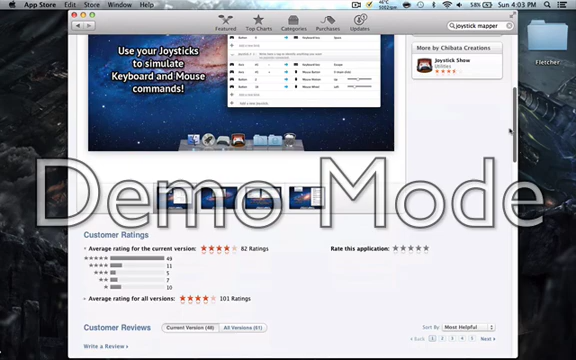 App Store Edit Store Window Help
46°C
5002rpm
58%
Sun 4:03 PM
Featured Top Charts Categories Purchases Updates
joystick mapper
Use your Joysticks
to simulate
Keyboard and Mouse
commands!
More by Chibata Creations
Joystick Show
Utilities
Fletcher
Demo Mode
Customer Ratings
Average rating for the current version: 82 Ratings
Rate this application:
49
11
5
7
10
Average rating for all versions: 101 Ratings
Customer Reviews
Current Version (48) All Versions (61)
Sort By Most Helpful
Write a Review ›
‹ Back 1 2 3 4 5 Next ›